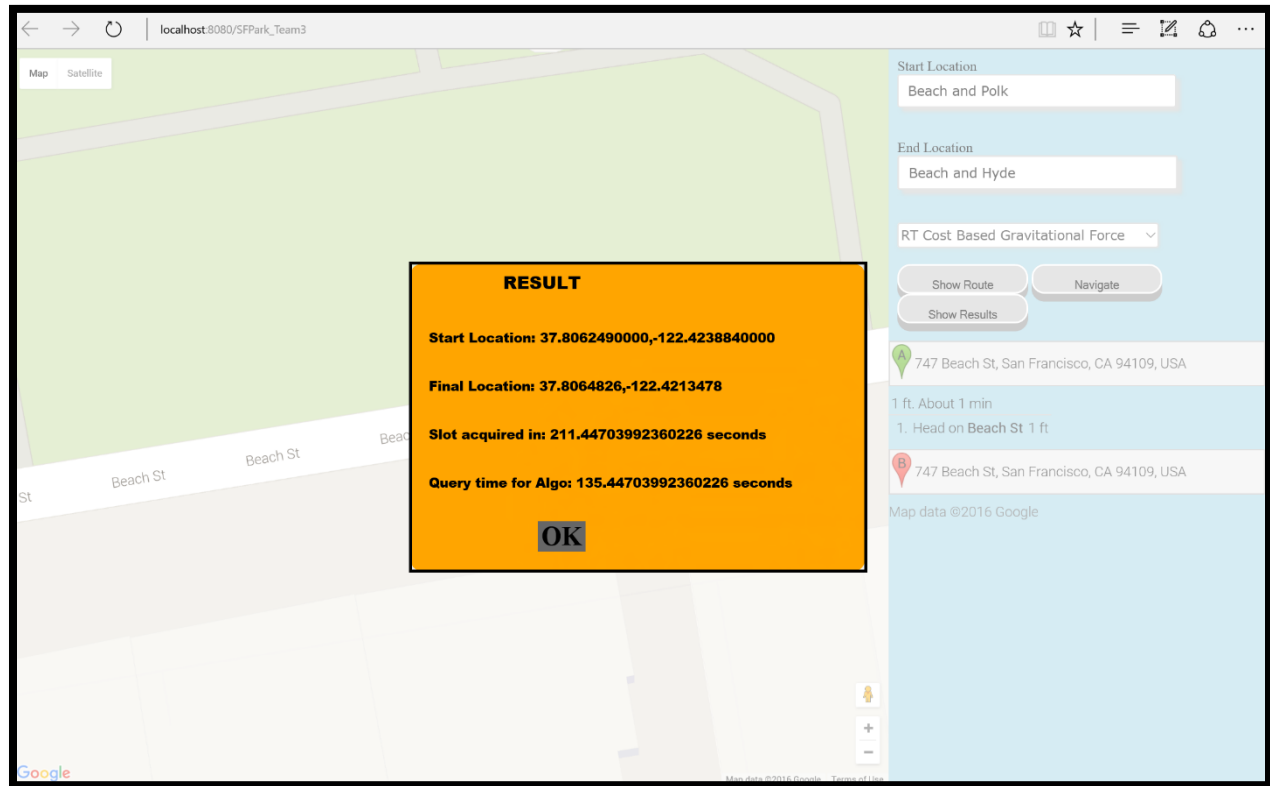 localhost:8080/SFPark_Team3
Map Satellite
Start Location
Beach and Polk
End Location
Beach and Hyde
RT Cost Based Gravitational Force
Show Route Navigate
Show Results
A 747 Beach St, San Francisco, CA 94109, USA
1 ft. About 1 min
1. Head on Beach St 1 ft
B 747 Beach St, San Francisco, CA 94109, USA
Map data ©2016 Google
RESULT
Start Location: 37.8062490000,-122.4238840000
Final Location: 37.8064826,-122.4213478
Slot acquired in: 211.44703992360226 seconds
Query time for Algo: 135.44703992360226 seconds
OK
St
Beach St
Beach St
Beac
Google
Map data ©2016 Google Terms of Use